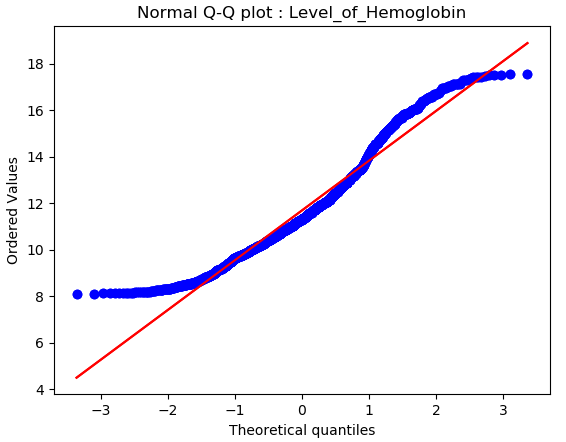 Normal Q-Q plot : Level_of_Hemoglobin
Ordered Values
18
16
14
12
10
8
6
4
−3 −2 −1 0 1 2 3
Theoretical quantiles